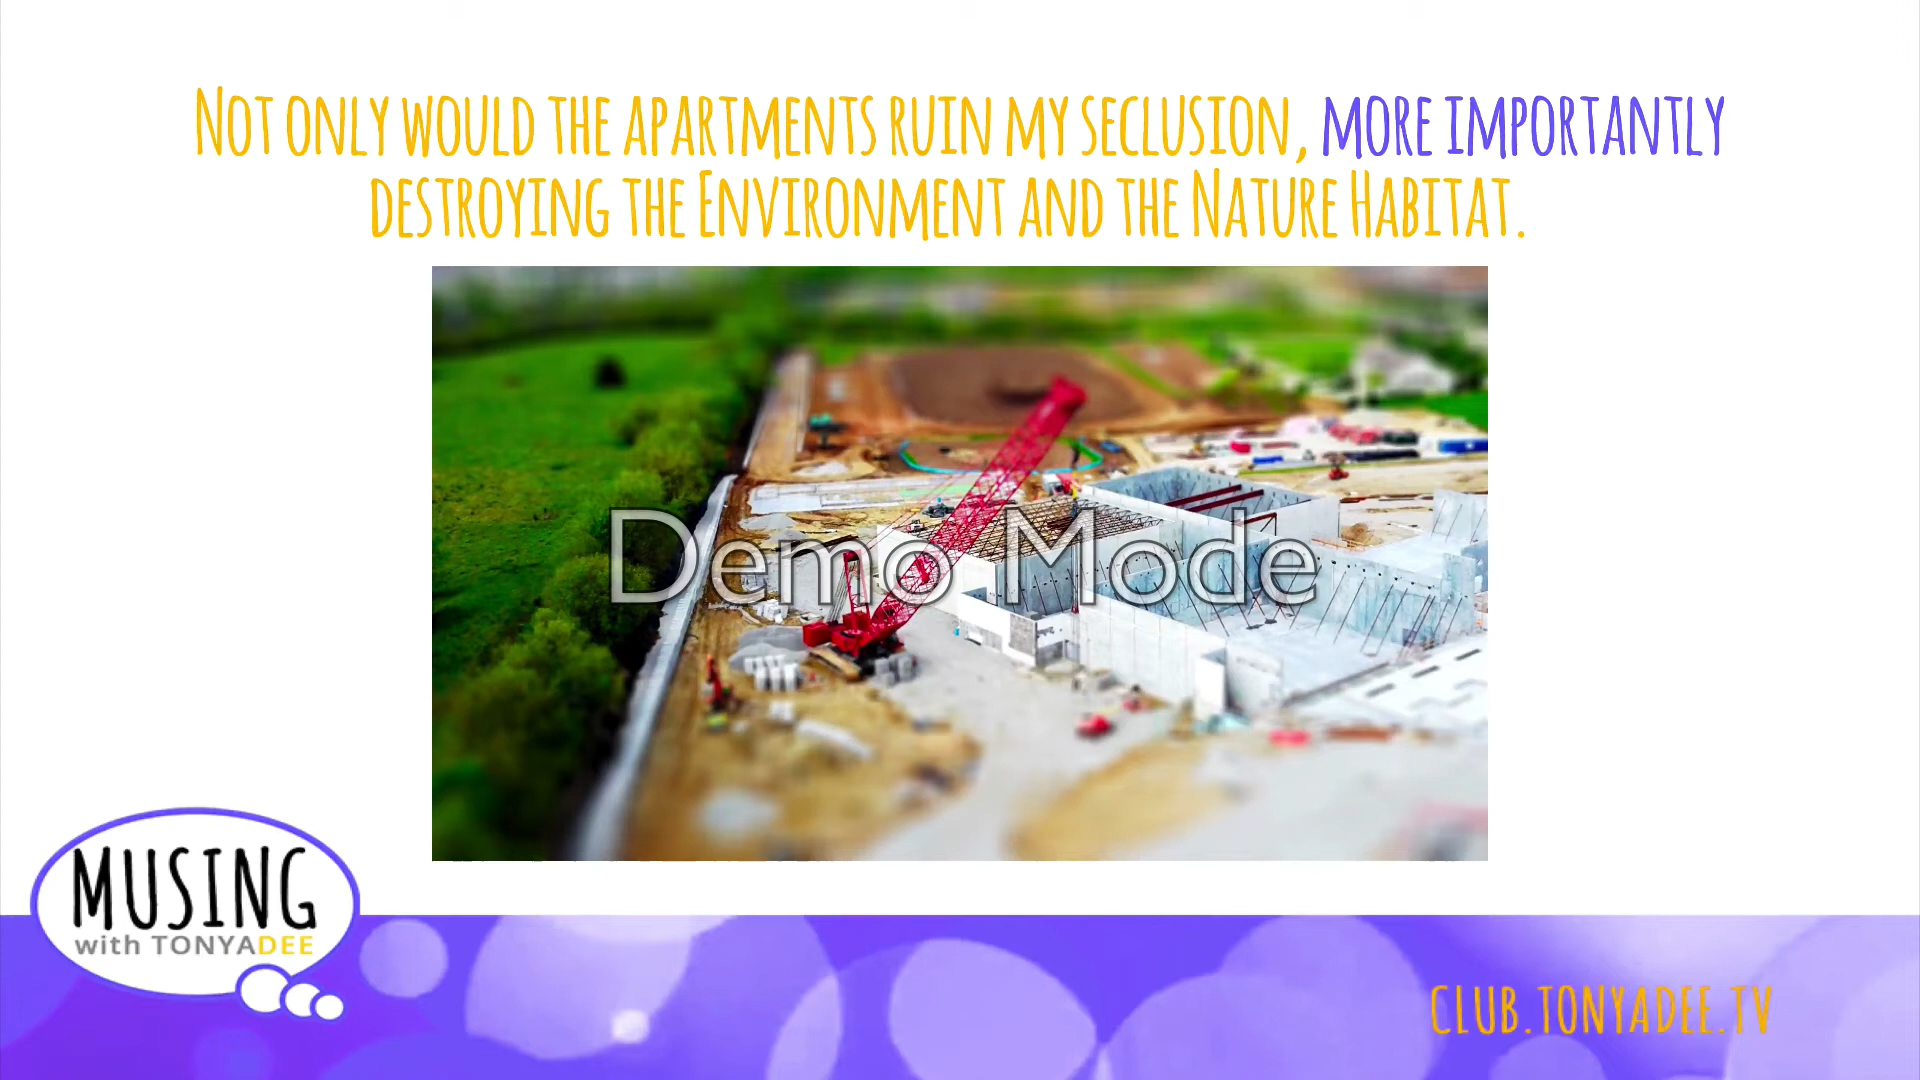 Not only would the apartments ruin my seclusion, more importantly
destroying the Environment and the Nature Habitat.
Demo Mode
MUSING
with TONYADEE
CLUB.TONYADEE.TV